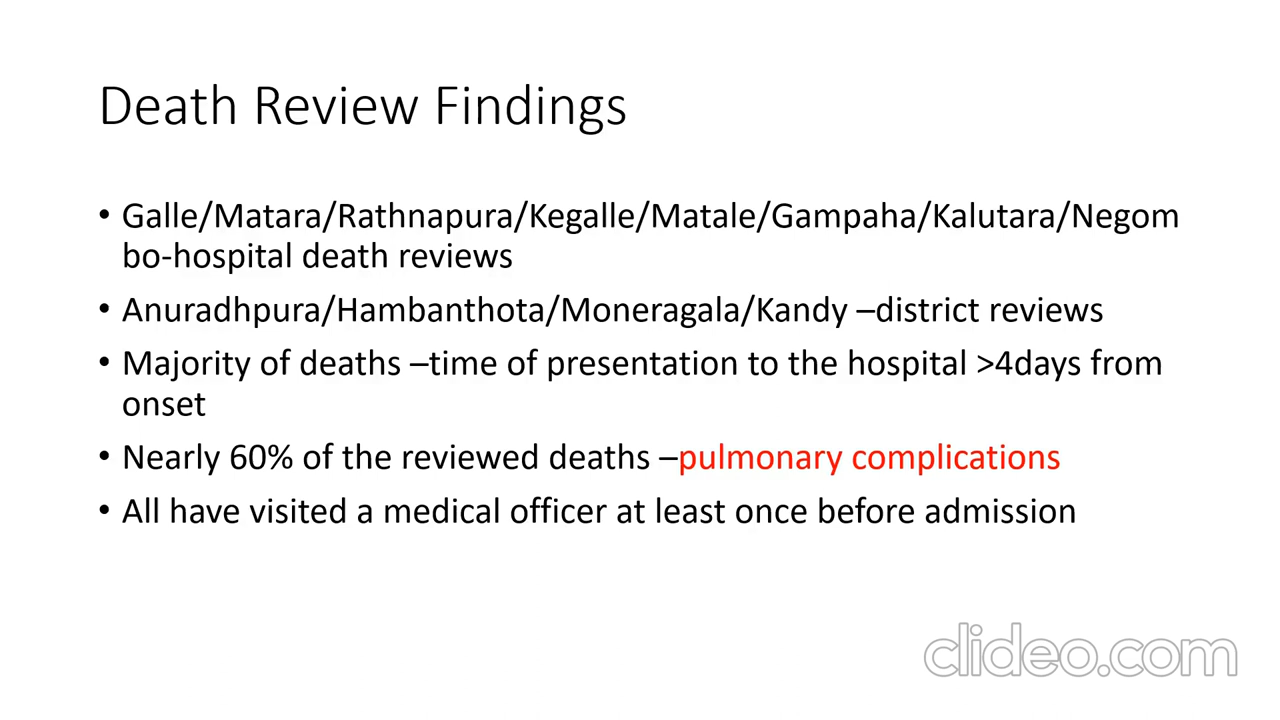 Death Review Findings
• Galle/Matara/Rathnapura/Kegalle/Matale/Gampaha/Kalutara/Negom
bo-hospital death reviews
• Anuradhpura/Hambanthota/Moneragala/Kandy –district reviews
• Majority of deaths –time of presentation to the hospital >4days from
onset
• Nearly 60% of the reviewed deaths –pulmonary complications
• All have visited a medical officer at least once before admission
clideo.com